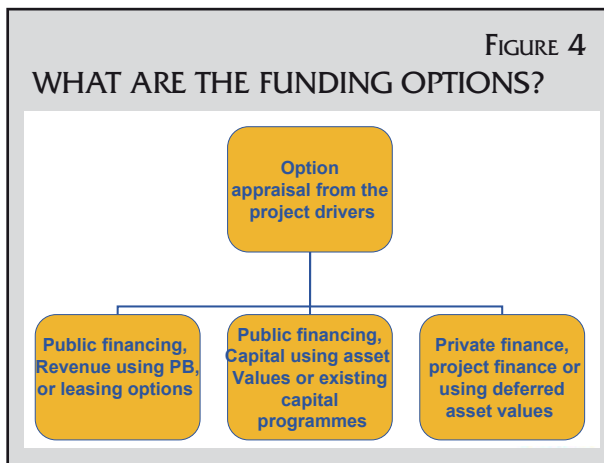 FIGURE 4
WHAT ARE THE FUNDING OPTIONS?
Option
appraisal from the
project drivers
Public financing,
Revenue using PB,
or leasing options
Public financing,
Capital using asset
Values or existing
capital
programmes
Private finance,
project finance or
using deferred
asset values